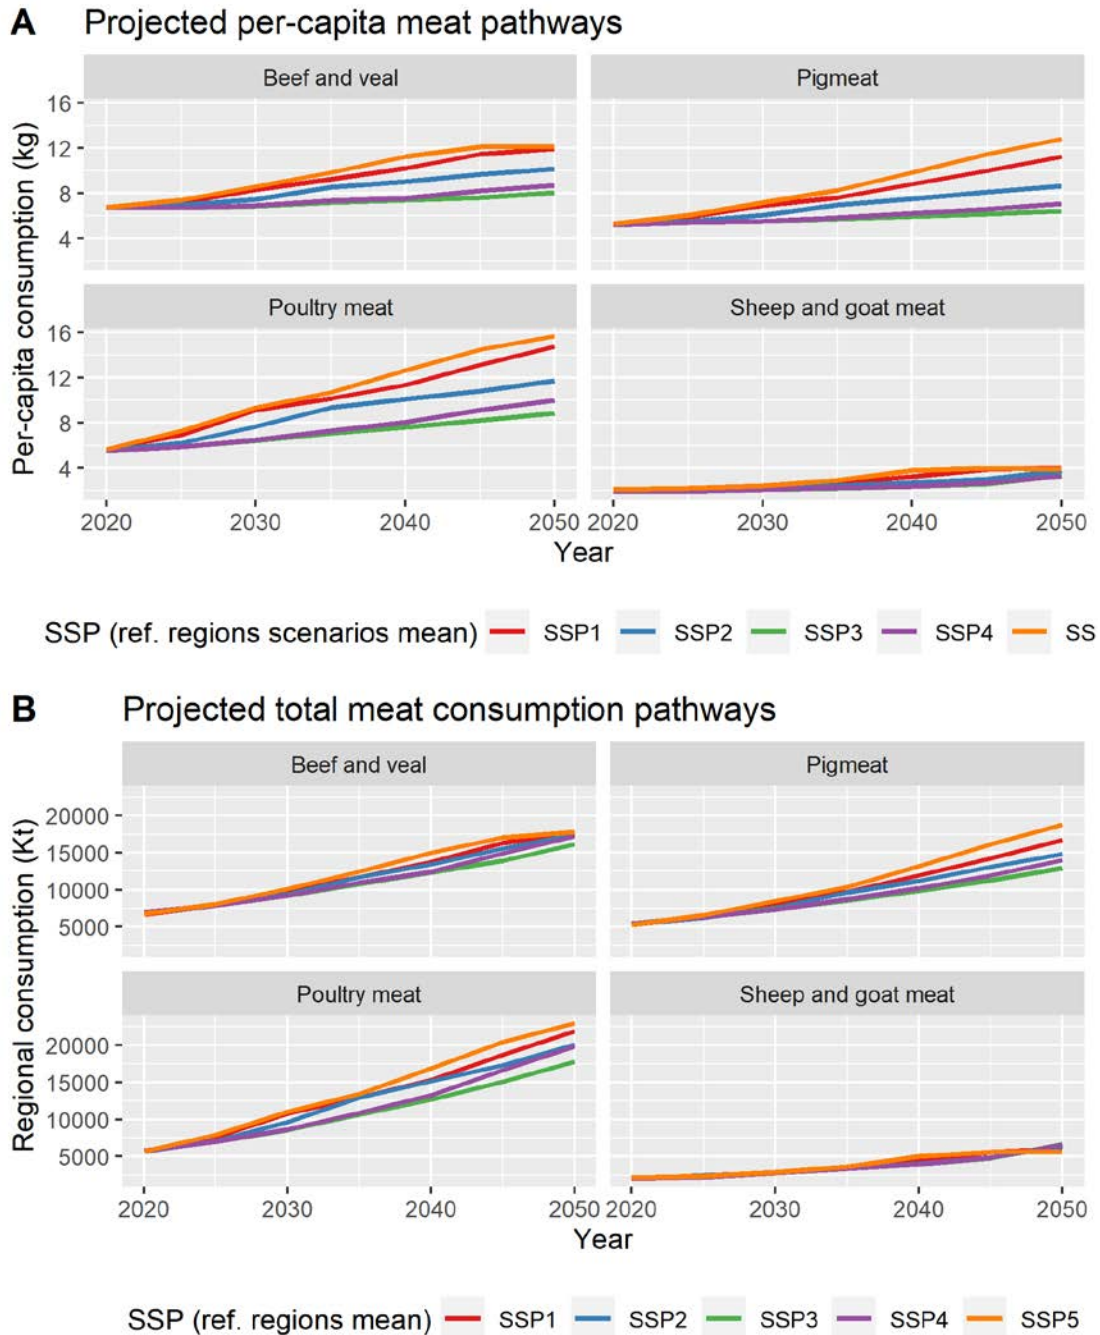 A Projected per-capita meat pathways
Beef and veal Pigmeat
16
12
8
4
Poultry meat Sheep and goat meat
16
12
8
4
Per-capita consumption (kg)
2020 2030 2040 2050 2020 2030 2040 2050
Year
SSP (ref. regions scenarios mean) SSP1 SSP2 SSP3 SSP4 SS
B Projected total meat consumption pathways
Beef and veal Pigmeat
20000
15000
10000
5000
Poultry meat Sheep and goat meat
20000
15000
10000
5000
Regional consumption (Kt)
2020 2030 2040 2050 2020 2030 2040 2050
Year
SSP (ref. regions mean) SSP1 SSP2 SSP3 SSP4 SSP5